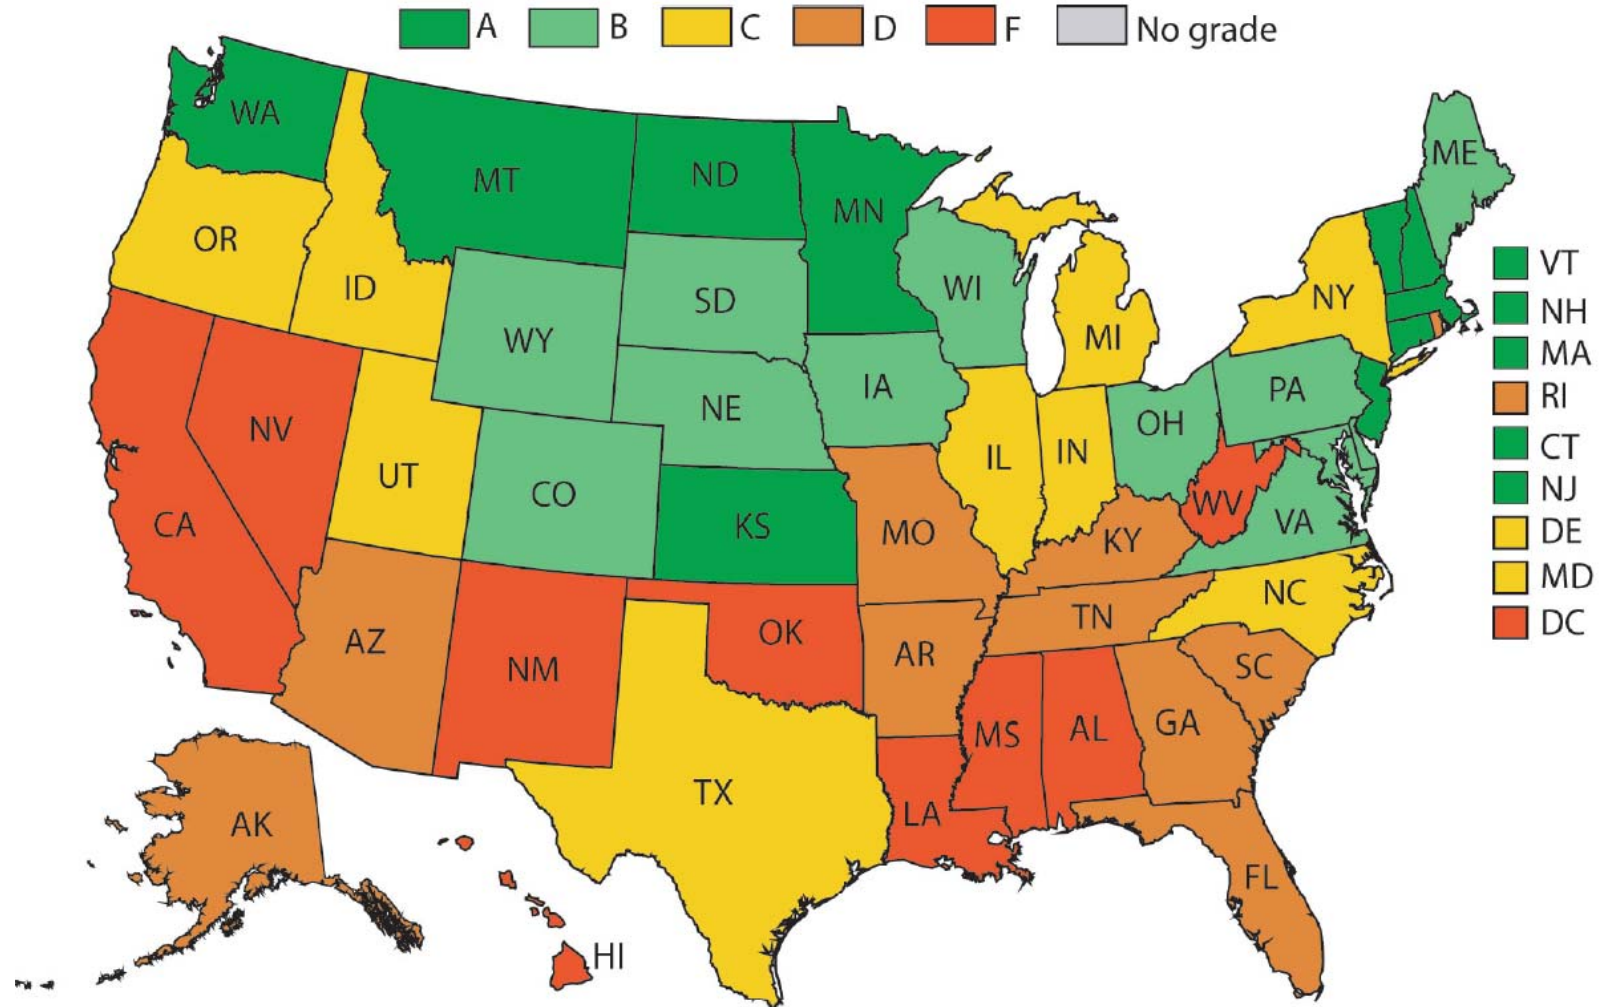 A B C D F No grade
WA
ME
MT
ND
MN
OR
ID
WI
SD
NY
MI
WY
IA
PA
NE
OH
NV
UT
IL
IN
CO
WV
CA
KS
MO
VA
KY
NC
TN
OK
AZ
AR
SC
NM
MS
AL
GA
TX
LA
AK
FL
HI
VT
NH
MA
RI
CT
NJ
DE
MD
DC